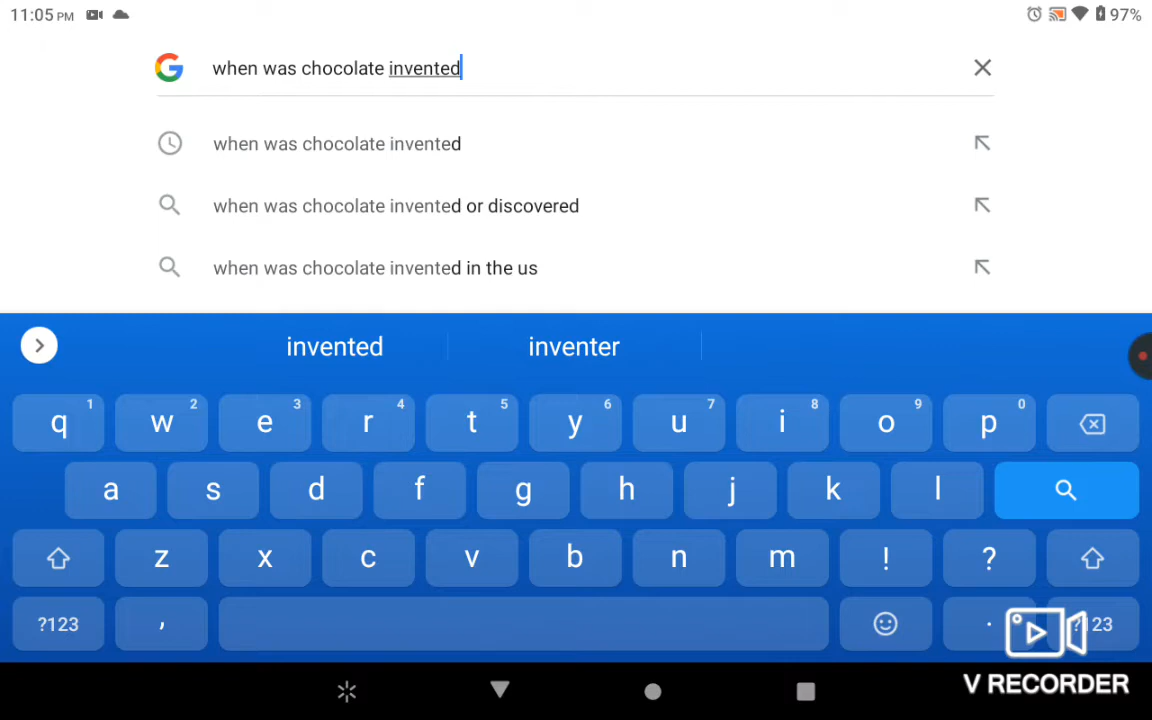 11:05 PM 97%
when was chocolate invented
when was chocolate invented
when was chocolate invented or discovered
when was chocolate invented in the us
invented inventer
q 1 w 2 e 3 r 4 t 5 y 6 u 7 i 8 o 9 p 0
a s d f g h j k l
z x c v b n m ! ?
?123 , . ?123
V RECORDER